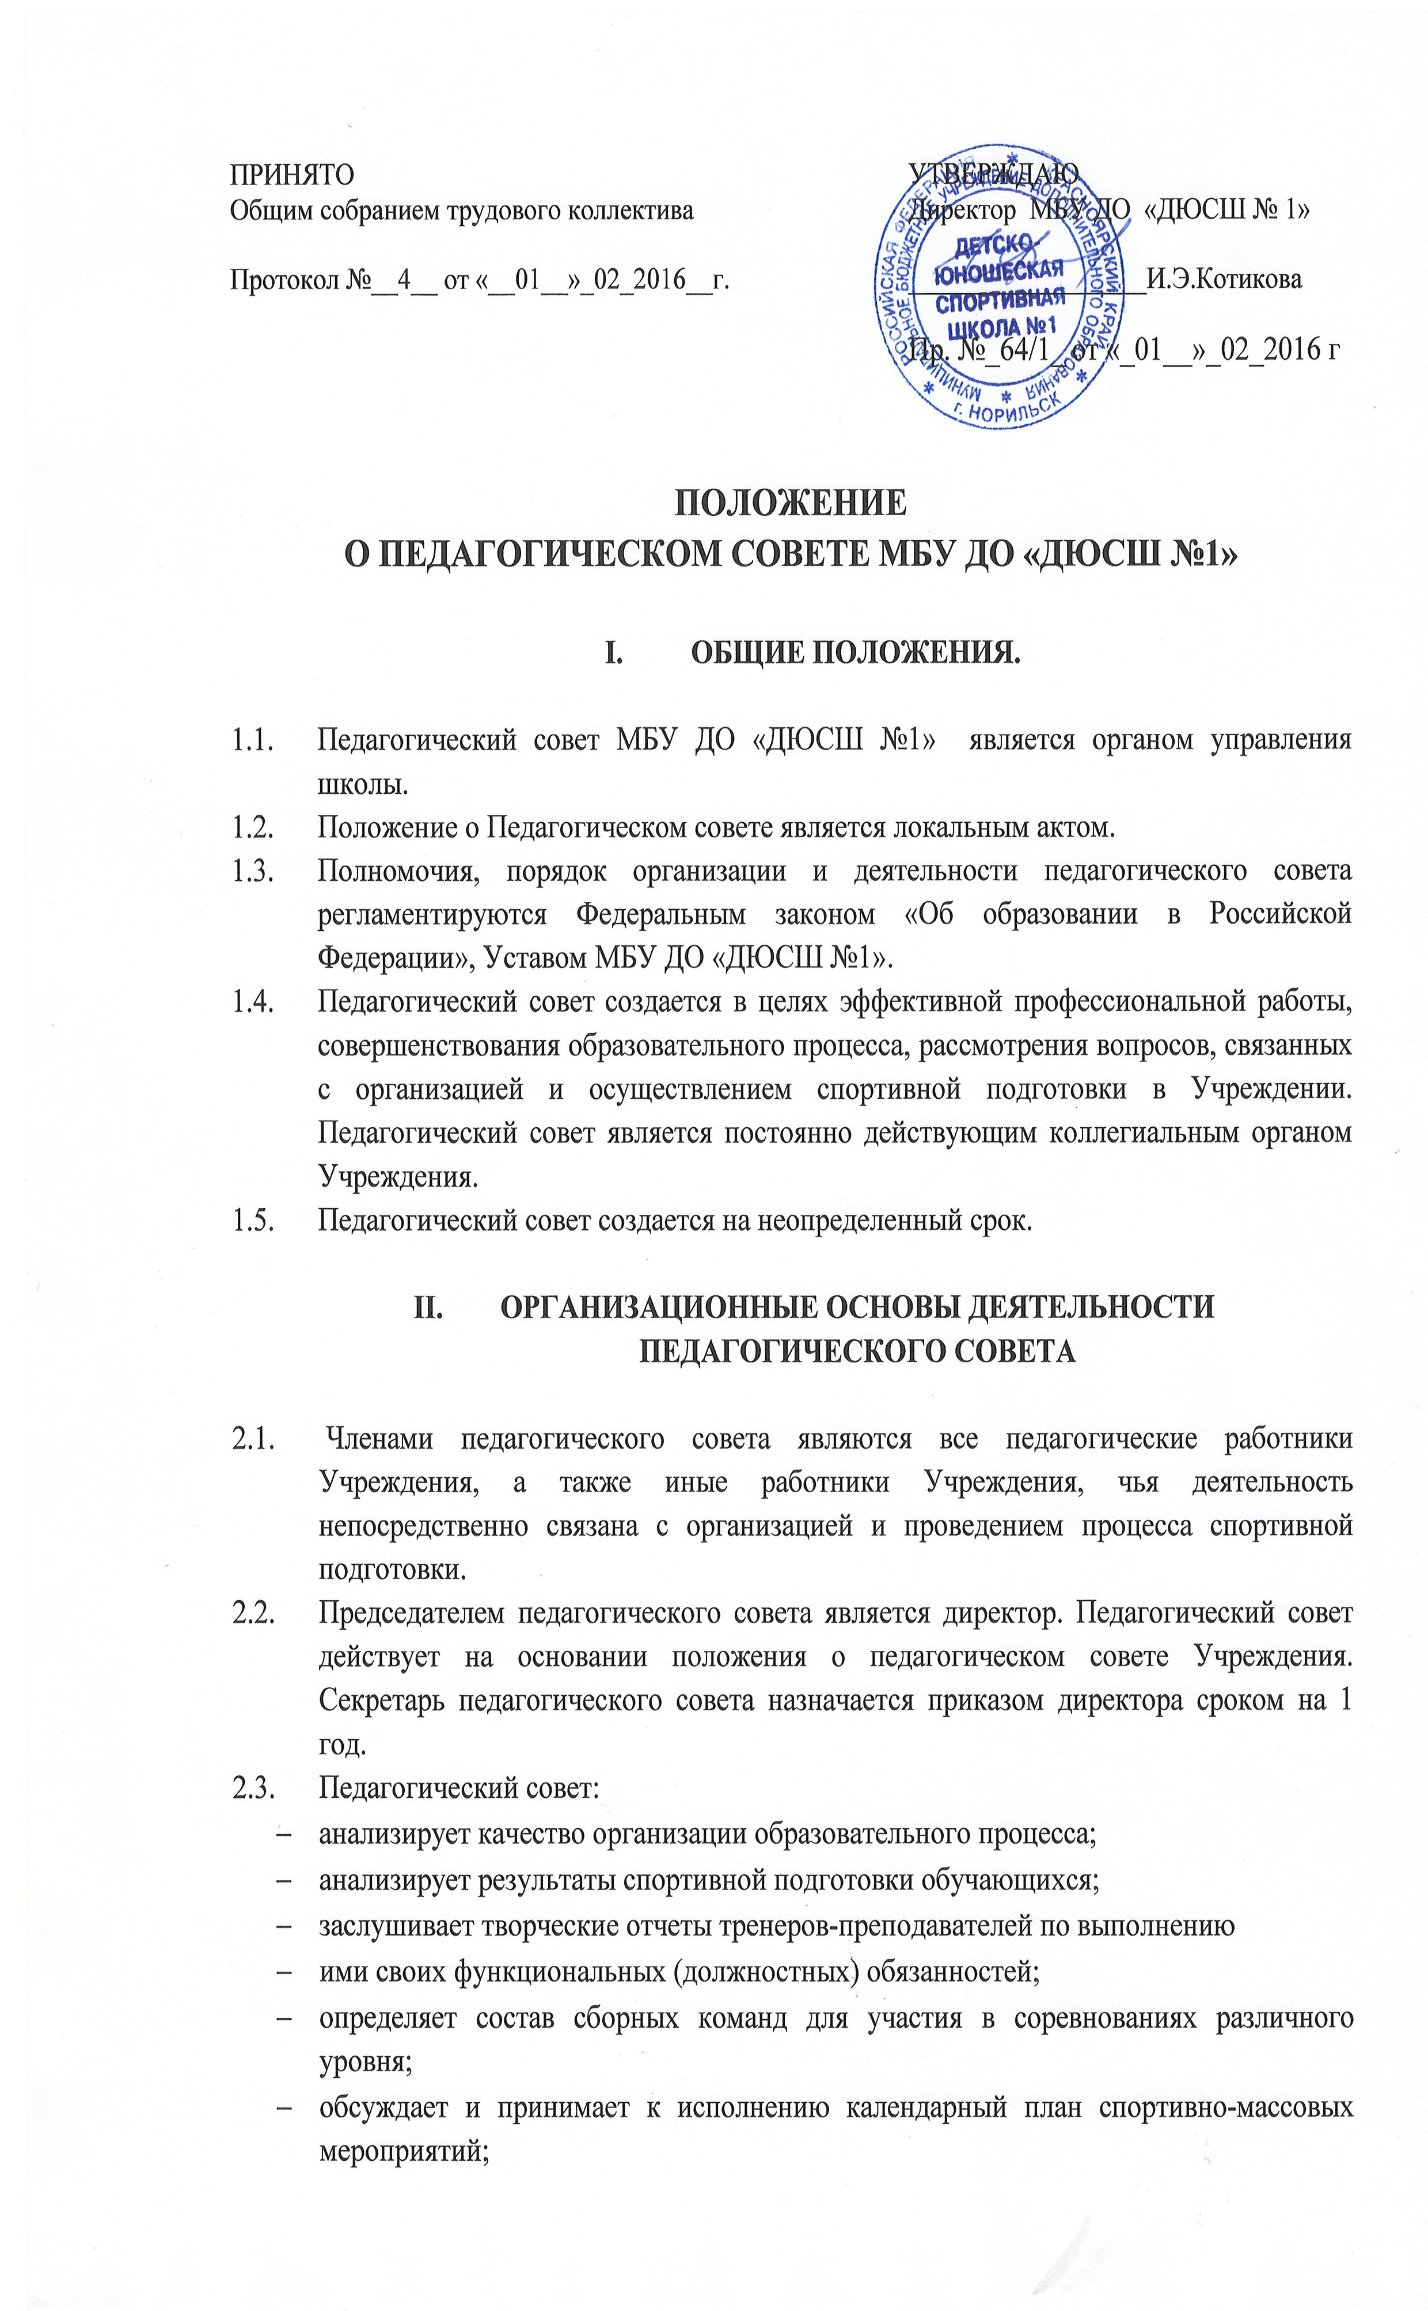 ПРИНЯТО
Общим собранием трудового коллектива
Протокол №__4__ от «__01__»_02_2016__г.
УТВЕРЖДАЮ
Директор МБУ ДО «ДЮСШ № 1»
________________И.Э.Котикова
Пр. №_64/1_ от «_01__»_02_2016 г
РОССИЙСКАЯ ФЕДЕРАЦИЯ * КРАСНОЯРСКИЙ КРАЙ *
г. НОРИЛЬСК *
МУНИЦИПАЛЬНОЕ БЮДЖЕТНОЕ УЧРЕЖДЕНИЕ ДОПОЛНИТЕЛЬНОГО ОБРАЗОВАНИЯ *
ДЕТСКО-
ЮНОШЕСКАЯ
СПОРТИВНАЯ
ШКОЛА №1
ПОЛОЖЕНИЕ
О ПЕДАГОГИЧЕСКОМ СОВЕТЕ МБУ ДО «ДЮСШ №1»
I. ОБЩИЕ ПОЛОЖЕНИЯ.
1.1. Педагогический совет МБУ ДО «ДЮСШ №1» является органом управления
школы.
1.2. Положение о Педагогическом совете является локальным актом.
1.3. Полномочия, порядок организации и деятельности педагогического совета
регламентируются Федеральным законом «Об образовании в Российской
Федерации», Уставом МБУ ДО «ДЮСШ №1».
1.4. Педагогический совет создается в целях эффективной профессиональной работы,
совершенствования образовательного процесса, рассмотрения вопросов, связанных
с организацией и осуществлением спортивной подготовки в Учреждении.
Педагогический совет является постоянно действующим коллегиальным органом
Учреждения.
1.5. Педагогический совет создается на неопределенный срок.
II. ОРГАНИЗАЦИОННЫЕ ОСНОВЫ ДЕЯТЕЛЬНОСТИ
ПЕДАГОГИЧЕСКОГО СОВЕТА
2.1. Членами педагогического совета являются все педагогические работники
Учреждения, а также иные работники Учреждения, чья деятельность
непосредственно связана с организацией и проведением процесса спортивной
подготовки.
2.2. Председателем педагогического совета является директор. Педагогический совет
действует на основании положения о педагогическом совете Учреждения.
Секретарь педагогического совета назначается приказом директора сроком на 1
год.
2.3. Педагогический совет:
– анализирует качество организации образовательного процесса;
– анализирует результаты спортивной подготовки обучающихся;
– заслушивает творческие отчеты тренеров-преподавателей по выполнению
– ими своих функциональных (должностных) обязанностей;
– определяет состав сборных команд для участия в соревнованиях различного
уровня;
– обсуждает и принимает к исполнению календарный план спортивно-массовых
мероприятий;